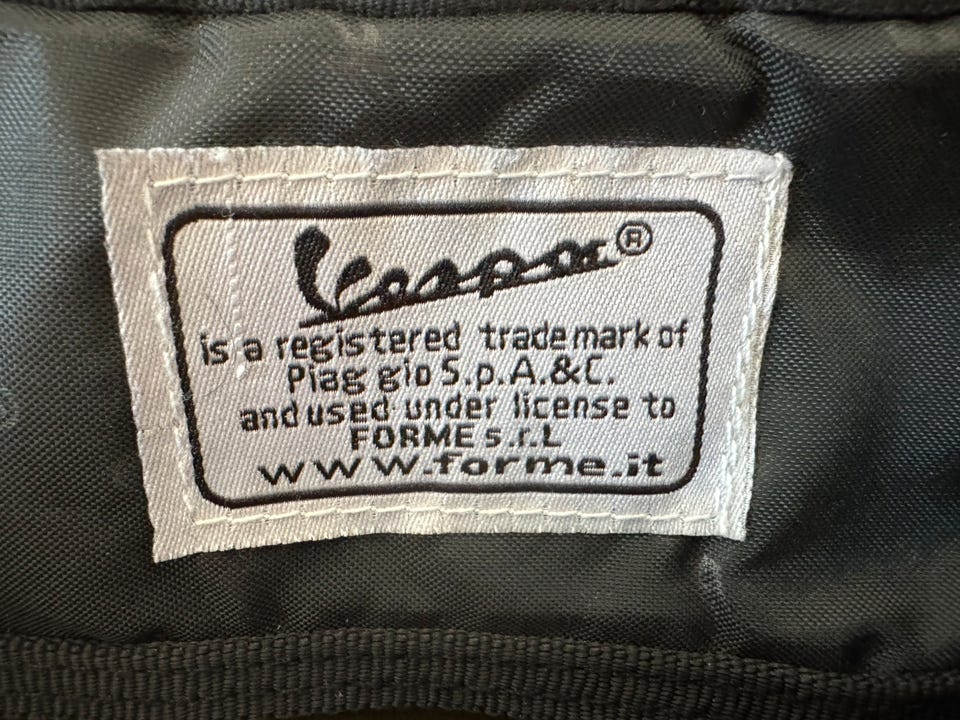 Vespa®
is a registered trademark of
Piaggio S.p.A.&C.
and used under license to
FORME s.r.L
www.forme.it